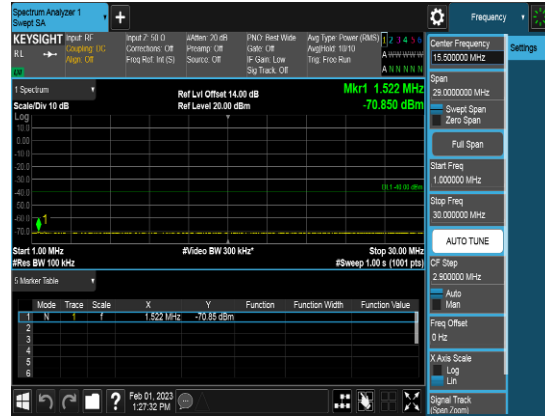 Spectrum Analyzer 1
Swept SA
+
Frequency
KEYSIGHT
RL
Input: RF
Coupling: DC
Align: Off
Input Z: 50 Ω
Corrections: Off
Freq Ref: Int (S)
#Atten: 20 dB
Preamp: Off
Source: Off
PNO: Best Wide
Gate: Off
IF Gain: Low
Sig Track: Off
Avg Type: Power (RMS)
Avg|Hold: 10/10
Trig: Free Run
1 2 3 4 5 6
A W W W W W
A N N N N N
1 Spectrum
Scale/Div 10 dB
Ref Lvl Offset 14.00 dB
Ref Level 20.00 dBm
Mkr1 1.522 MHz
-70.850 dBm
Log
10.0
0.00
-10.0
-20.0
-30.0
-40.0
-50.0
-60.0
-70.0
DL1 -40.00 dBm
1
Start 1.00 MHz
#Res BW 100 kHz
#Video BW 300 kHz*
Stop 30.00 MHz
#Sweep 1.00 s (1001 pts)
5 Marker Table
Mode Trace Scale X Y Function Function Width Function Value
1 N 1 f 1.522 MHz -70.85 dBm
2
3
4
5
6
Feb 01, 2023
1:27:32 PM
Center Frequency
15.500000 MHz
Settings
Span
29.0000000 MHz
Swept Span
Zero Span
Full Span
Start Freq
1.000000 MHz
Stop Freq
30.000000 MHz
AUTO TUNE
CF Step
2.900000 MHz
Auto
Man
Freq Offset
0 Hz
X Axis Scale
Log
Lin
Signal Track
(Span Zoom)